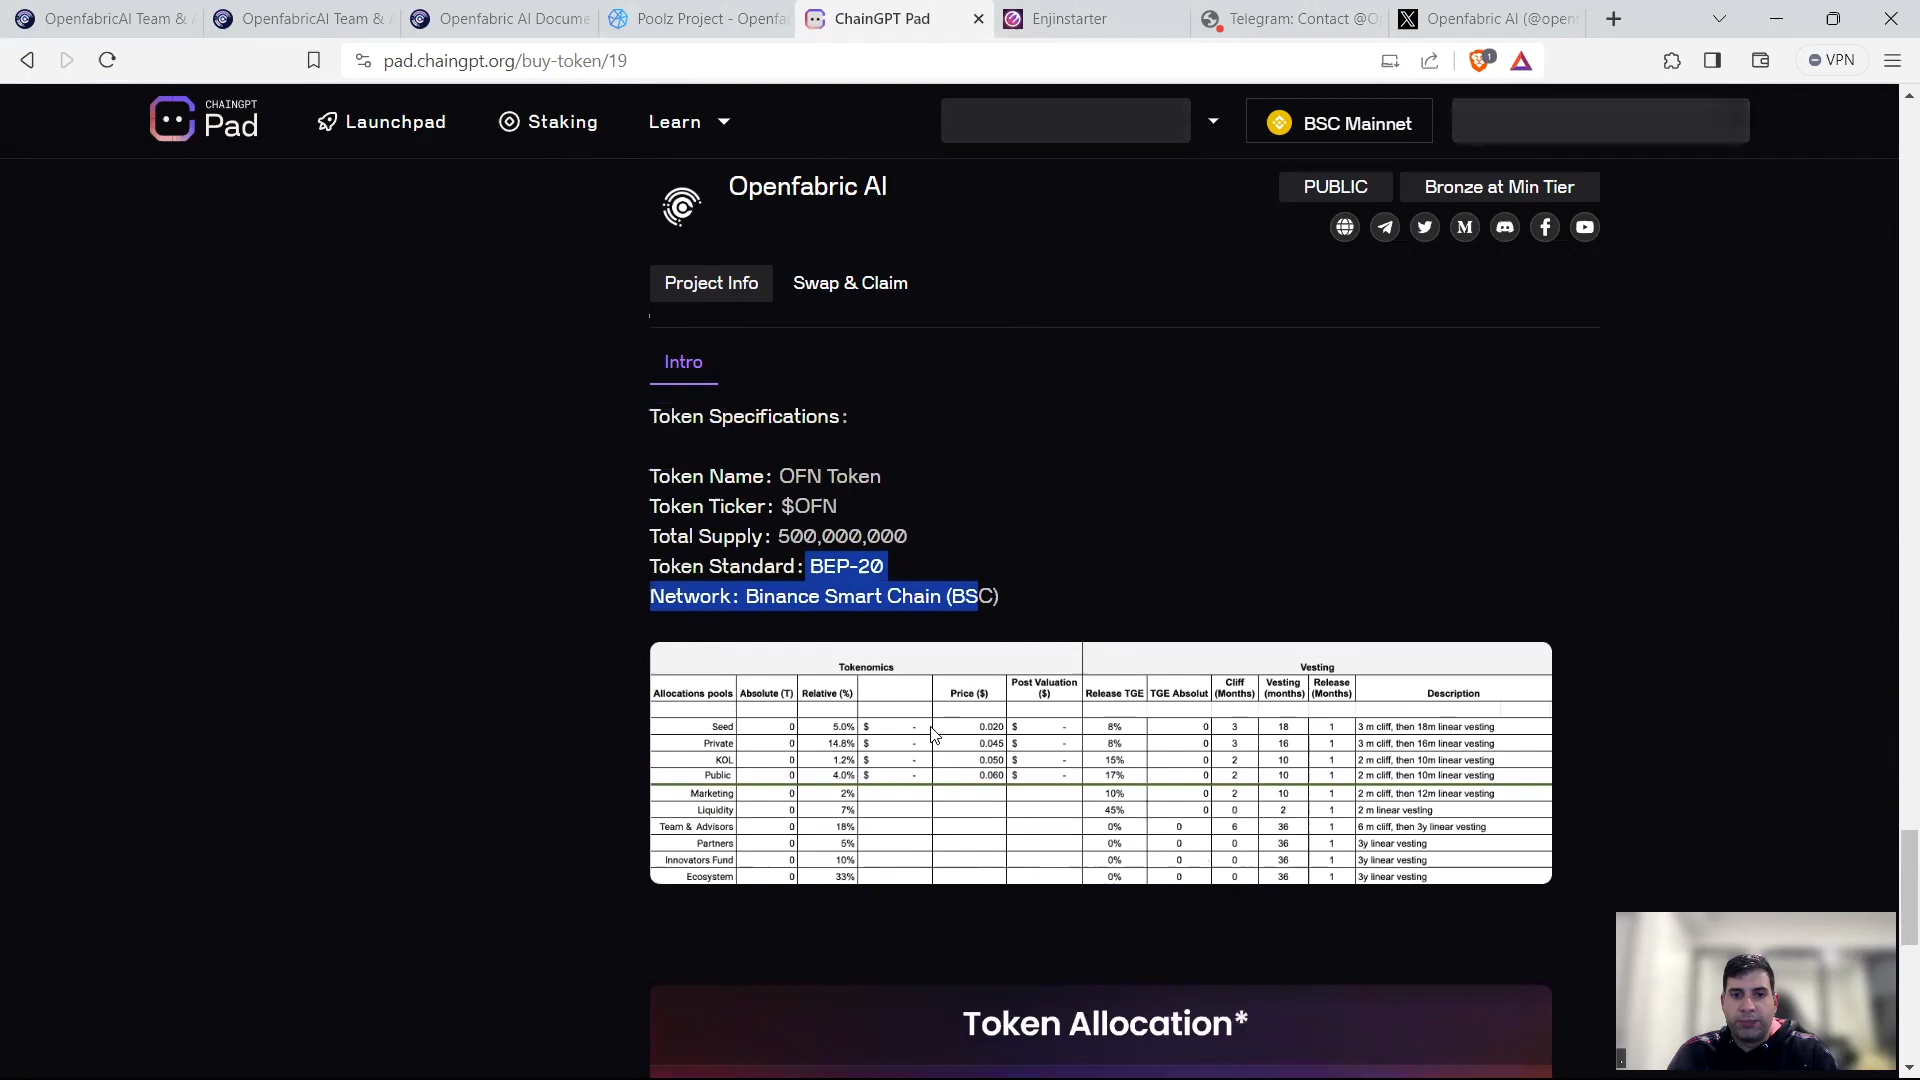 OpenfabricAI Team &
OpenfabricAI Team &
Openfabric AI Docume
Poolz Project - Openfa
ChainGPT Pad
Enjinstarter
Telegram: Contact @O
Openfabric AI (@open
pad.chaingpt.org/buy-token/19
1
VPN
CHAINGPT
Pad
Launchpad
Staking
Learn
BSC Mainnet
Openfabric AI
PUBLIC
Bronze at Min Tier
Project Info
Swap & Claim
Intro
Token Specifications:
Token Name: OFN Token
Token Ticker: $OFN
Total Supply: 500,000,000
Token Standard: BEP-20
Network: Binance Smart Chain (BSC)
Tokenomics Vesting
Allocations pools Absolute (T) Relative (%) Price ($) Post Valuation ($) Release TGE TGE Absolut Cliff (Months) Vesting (months) Release (Months) Description
Seed 0 5.0% $ - 0.020 $ - 8% 0 3 18 1 3 m cliff, then 18m linear vesting
Private 0 14.8% $ - 0.045 $ - 8% 0 3 16 1 3 m cliff, then 16m linear vesting
KOL 0 1.2% $ - 0.050 $ - 15% 0 2 10 1 2 m cliff, then 10m linear vesting
Public 0 4.0% $ - 0.060 $ - 17% 0 2 10 1 2 m cliff, then 10m linear vesting
Marketing 0 2% 10% 0 2 10 1 2 m cliff, then 12m linear vesting
Liquidity 0 7% 45% 0 0 2 1 2 m linear vesting
Team & Advisors 0 18% 0% 0 6 36 1 6 m cliff, then 3y linear vesting
Partners 0 5% 0% 0 0 36 1 3y linear vesting
Innovators Fund 0 10% 0% 0 0 36 1 3y linear vesting
Ecosystem 0 33% 0% 0 0 36 1 3y linear vesting
Token Allocation*